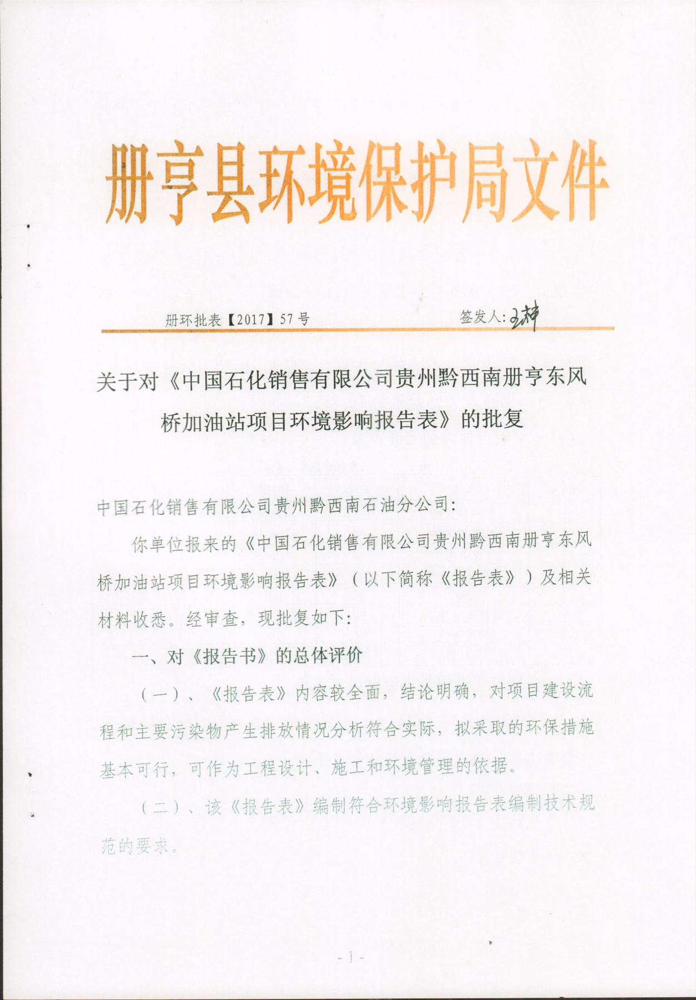 册亨县环境保护局文件
册环批表【2017】57号 签发人：王
关于对《中国石化销售有限公司贵州黔西南册亨东风
桥加油站项目环境影响报告表》的批复
中国石化销售有限公司贵州黔西南石油分公司：
你单位报来的《中国石化销售有限公司贵州黔西南册亨东风
桥加油站项目环境影响报告表》（以下简称《报告表》）及相关
材料收悉。经审查，现批复如下：
一、对《报告书》的总体评价
（一）、《报告表》内容较全面，结论明确，对项目建设流
程和主要污染物产生排放情况分析符合实际，拟采取的环保措施
基本可行，可作为工程设计、施工和环境管理的依据。
（二）、该《报告表》编制符合环境影响报告表编制技术规
范的要求。
- 1 -